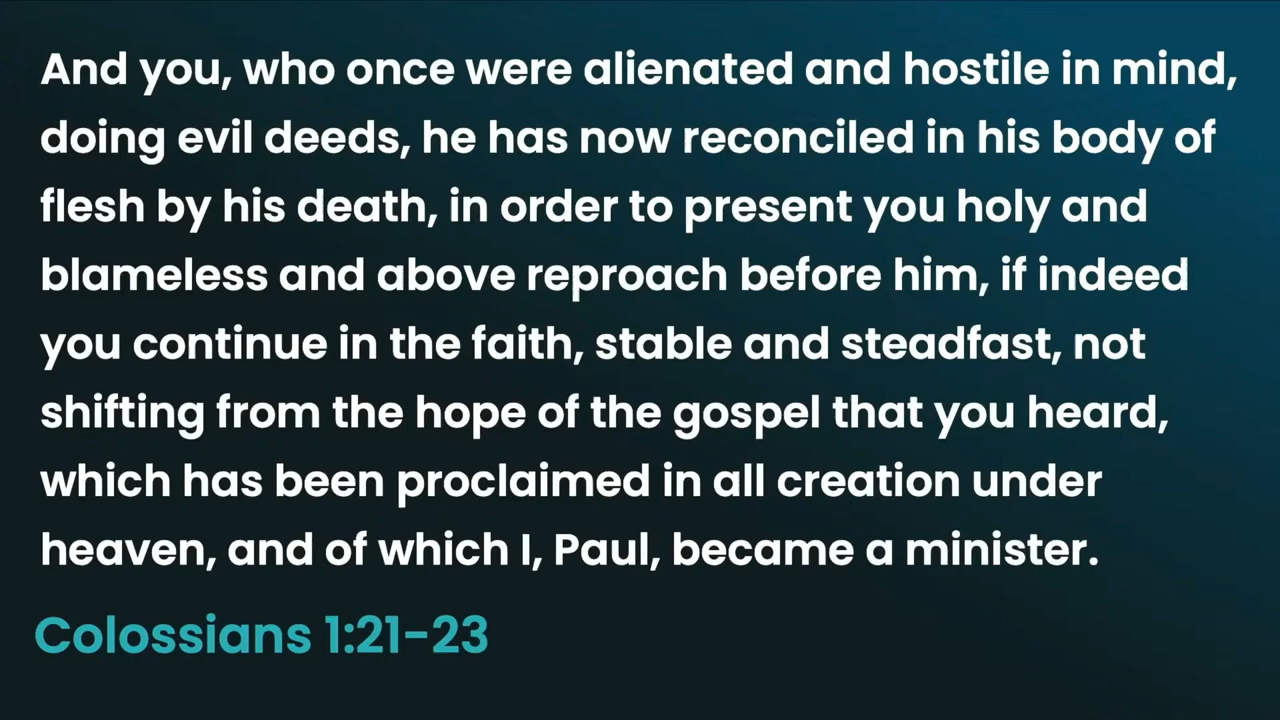 And you, who once were alienated and hostile in mind,
doing evil deeds, he has now reconciled in his body of
flesh by his death, in order to present you holy and
blameless and above reproach before him, if indeed
you continue in the faith, stable and steadfast, not
shifting from the hope of the gospel that you heard,
which has been proclaimed in all creation under
heaven, and of which I, Paul, became a minister.
Colossians 1:21-23